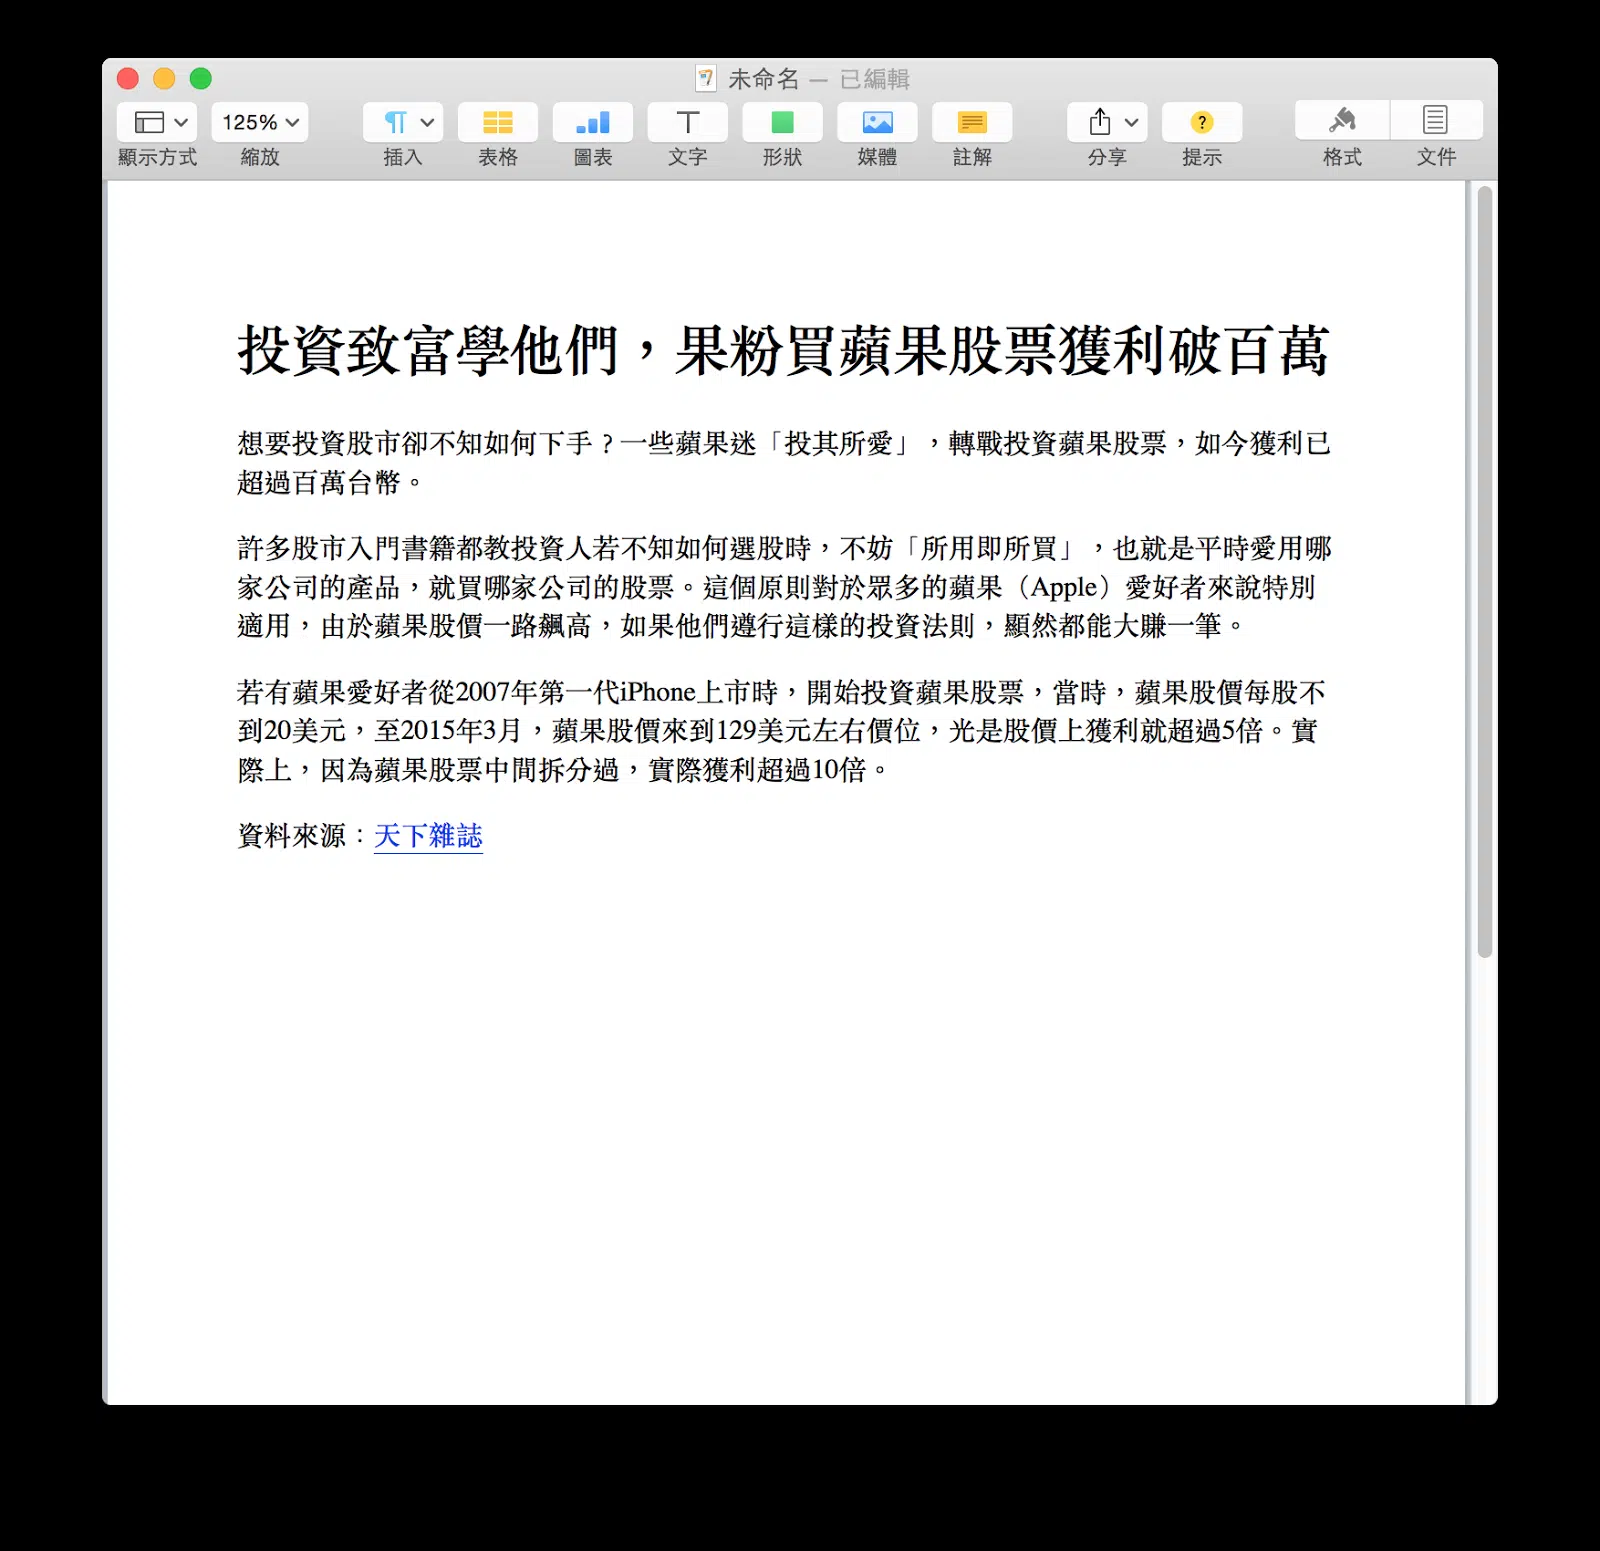 未命名 — 已編輯
125%
顯示方式 縮放 插入 表格 圖表 文字 形狀 媒體 註解 分享 提示 格式 文件
投資致富學他們，果粉買蘋果股票獲利破百萬
想要投資股市卻不知如何下手？一些蘋果迷「投其所愛」，轉戰投資蘋果股票，如今獲利已
超過百萬台幣。
許多股市入門書籍都教投資人若不知如何選股時，不妨「所用即所買」，也就是平時愛用哪
家公司的產品，就買哪家公司的股票。這個原則對於眾多的蘋果（Apple）愛好者來說特別
適用，由於蘋果股價一路飆高，如果他們遵行這樣的投資法則，顯然都能大賺一筆。
若有蘋果愛好者從2007年第一代iPhone上市時，開始投資蘋果股票，當時，蘋果股價每股不
到20美元，至2015年3月，蘋果股價來到129美元左右價位，光是股價上獲利就超過5倍。實
際上，因為蘋果股票中間拆分過，實際獲利超過10倍。
資料來源：天下雜誌